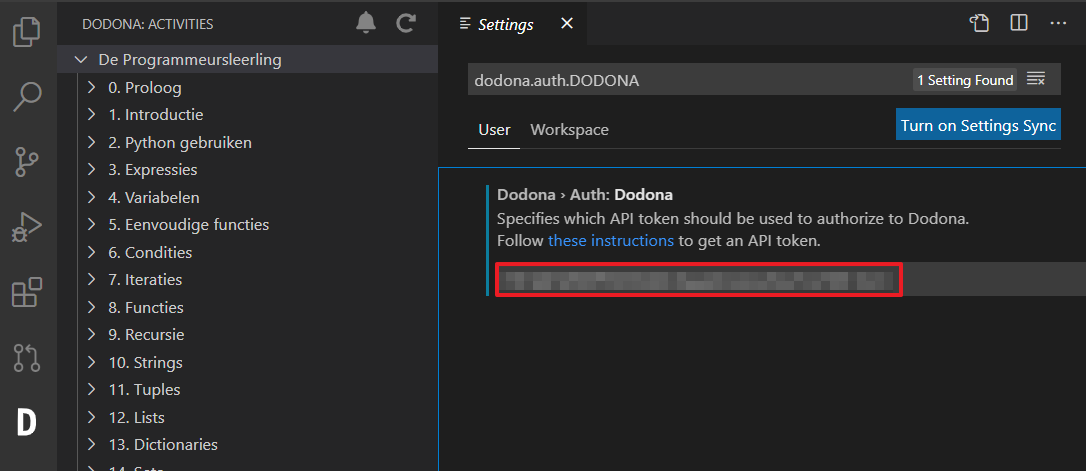 DODONA: ACTIVITIES
De Programmeursleerling
0. Proloog
1. Introductie
2. Python gebruiken
3. Expressies
4. Variabelen
5. Eenvoudige functies
6. Condities
7. Iteraties
8. Functies
9. Recursie
10. Strings
11. Tuples
12. Lists
13. Dictionaries
14. Sets
D
Settings
dodona.auth.DODONA
1 Setting Found
User
Workspace
Turn on Settings Sync
Dodona › Auth: Dodona
Specifies which API token should be used to authorize to Dodona.
Follow these instructions to get an API token.